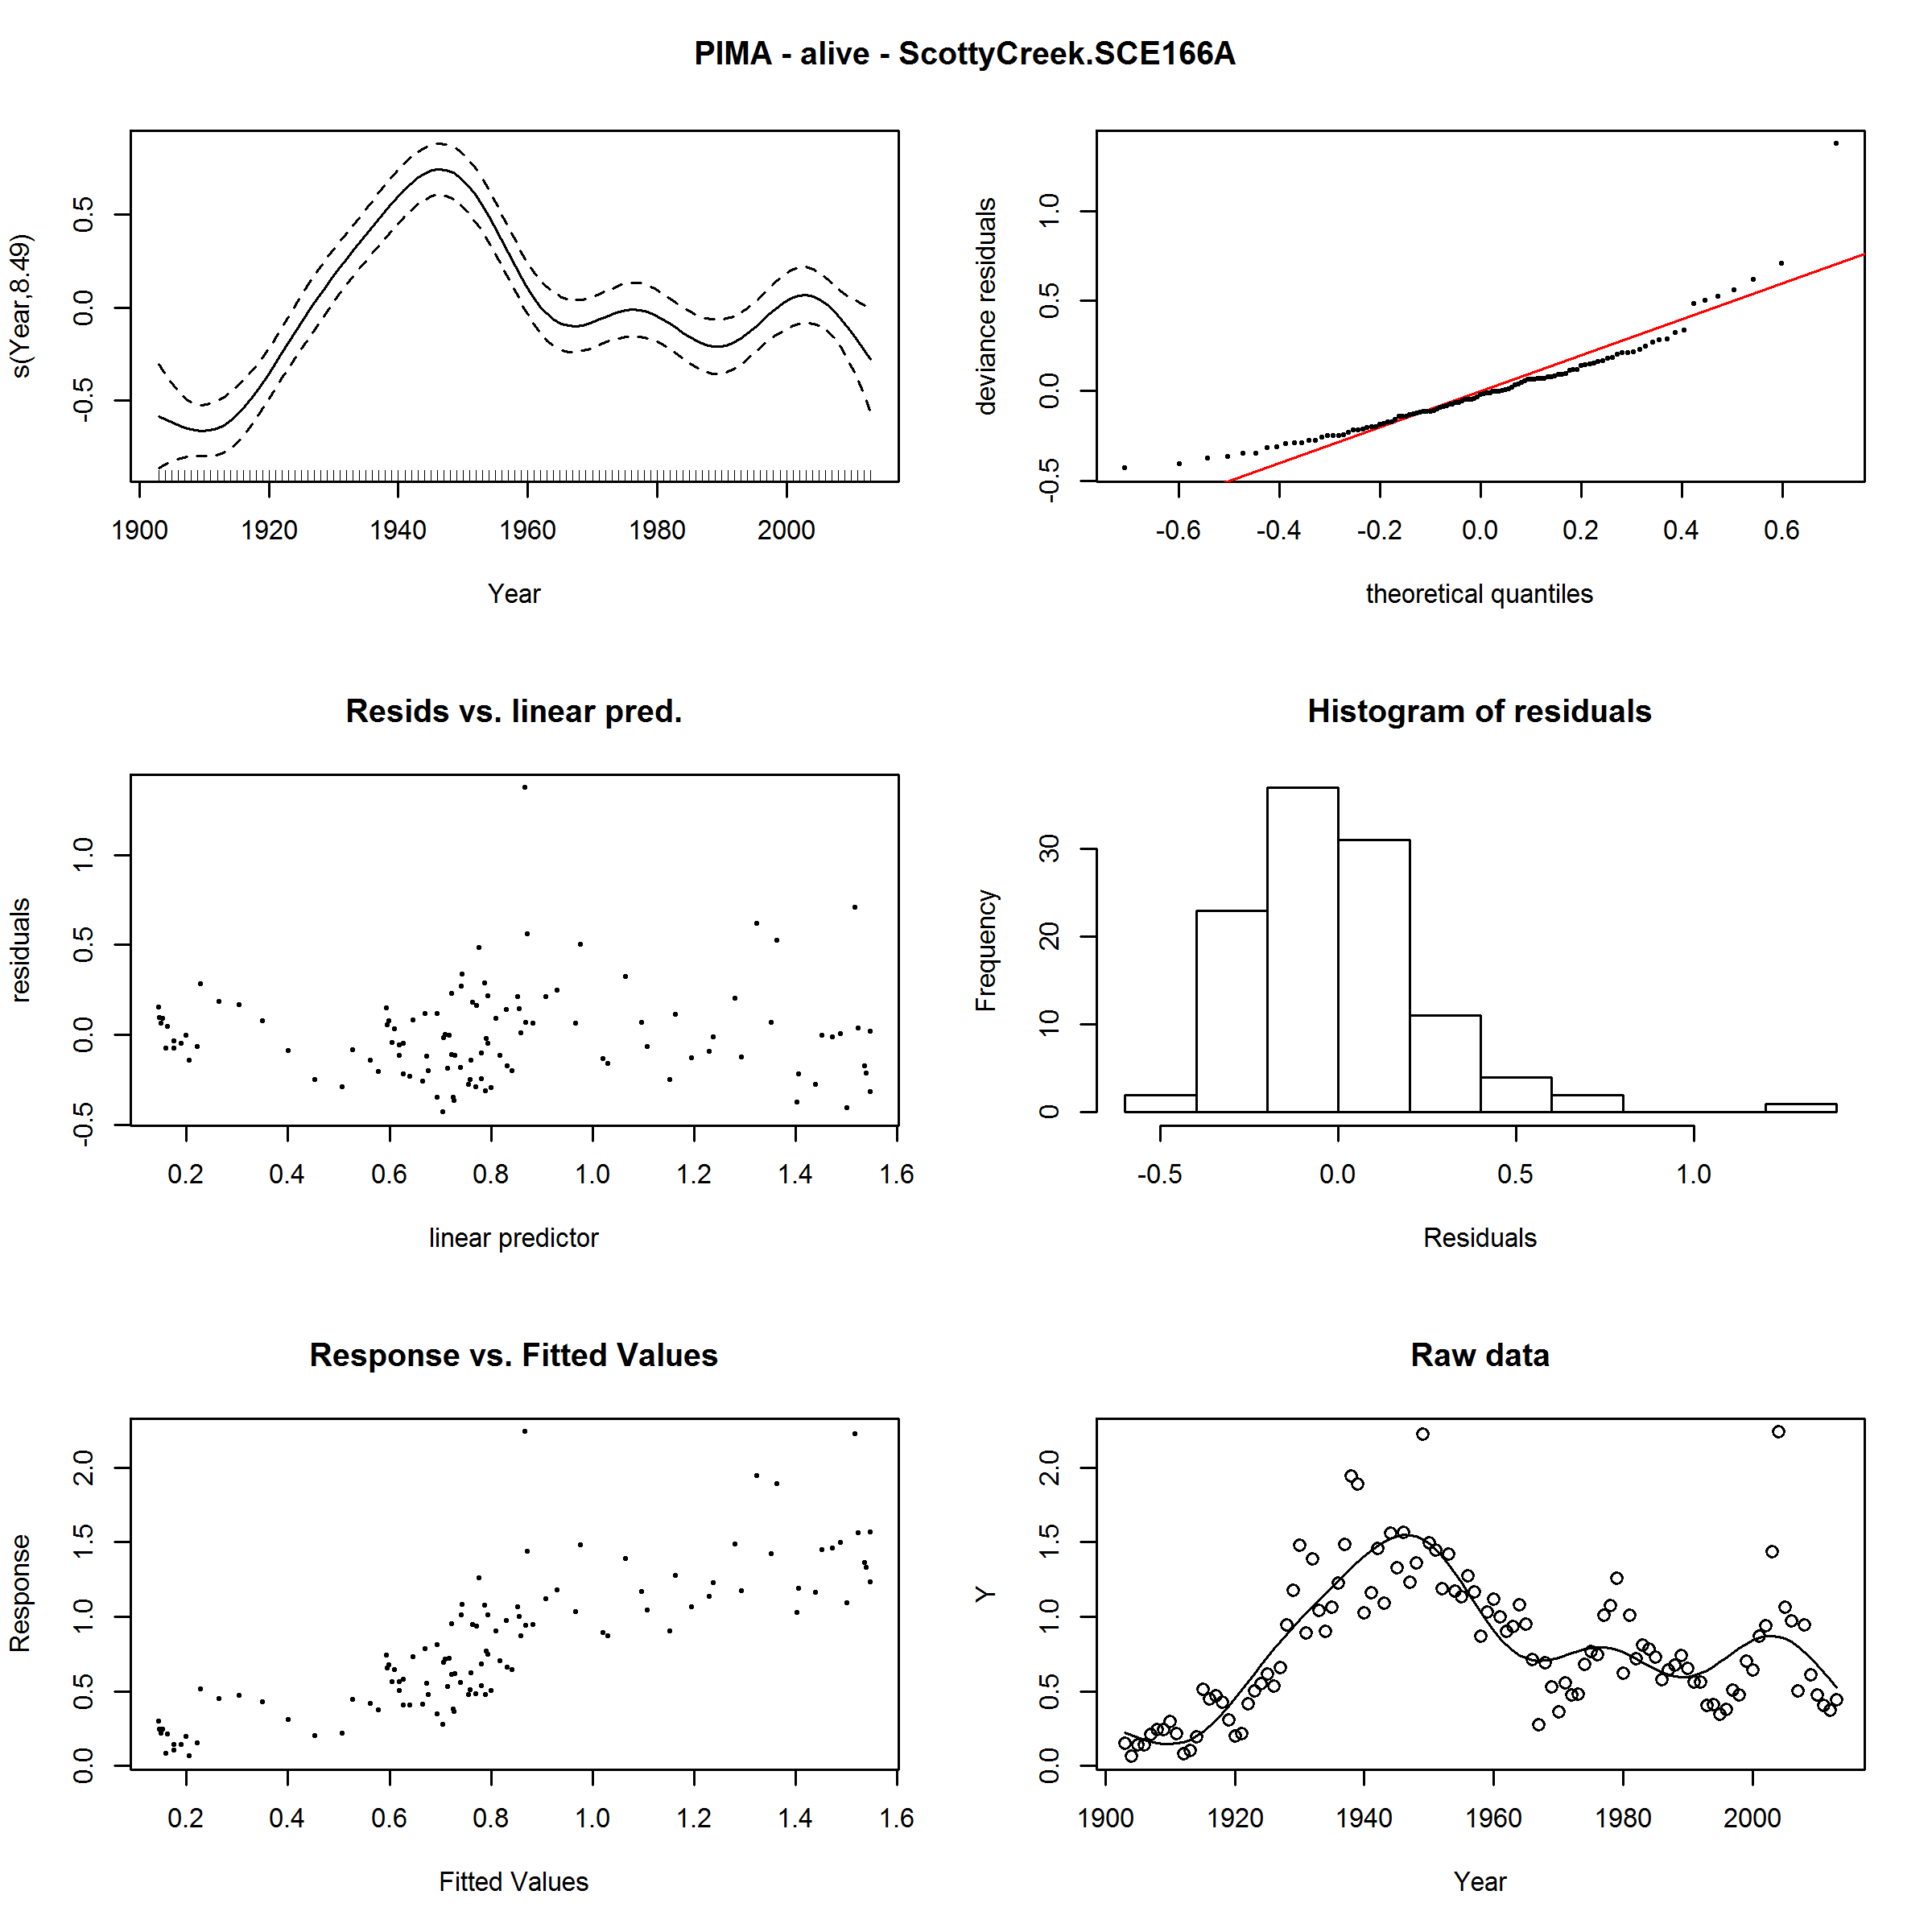 PIMA - alive - ScottyCreek.SCE166A
s(Year,8.49)
-0.5 0.0 0.5
1900 1920 1940 1960 1980 2000
Year
deviance residuals
-0.5 0.0 0.5 1.0
-0.6 -0.4 -0.2 0.0 0.2 0.4 0.6
theoretical quantiles
Resids vs. linear pred.
residuals
-0.5 0.0 0.5 1.0
0.2 0.4 0.6 0.8 1.0 1.2 1.4 1.6
linear predictor
Histogram of residuals
Frequency
0 10 20 30
-0.5 0.0 0.5 1.0
Residuals
Response vs. Fitted Values
Response
0.0 0.5 1.0 1.5 2.0
0.2 0.4 0.6 0.8 1.0 1.2 1.4 1.6
Fitted Values
Raw data
Y
0.0 0.5 1.0 1.5 2.0
1900 1920 1940 1960 1980 2000
Year